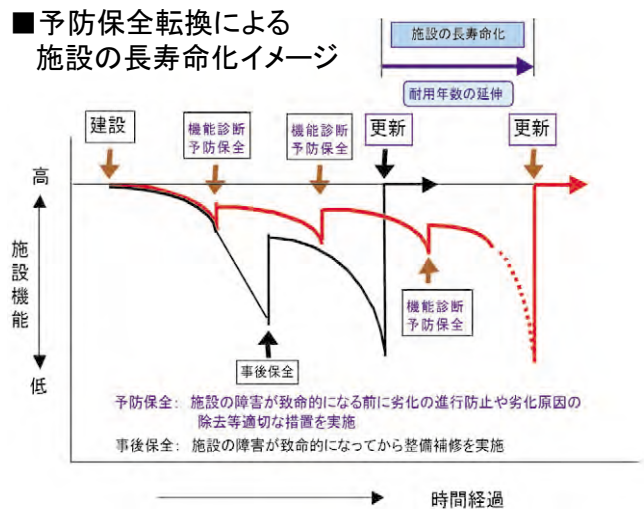 ■予防保全転換による
施設の長寿命化イメージ
施設の長寿命化
耐用年数の延伸
建設
機能診断
予防保全
機能診断
予防保全
更新
更新
高
施設機能
低
機能診断
予防保全
事後保全
予防保全: 施設の障害が致命的になる前に劣化の進行防止や劣化原因の
除去等適切な措置を実施
事後保全: 施設の障害が致命的になってから整備補修を実施
時間経過